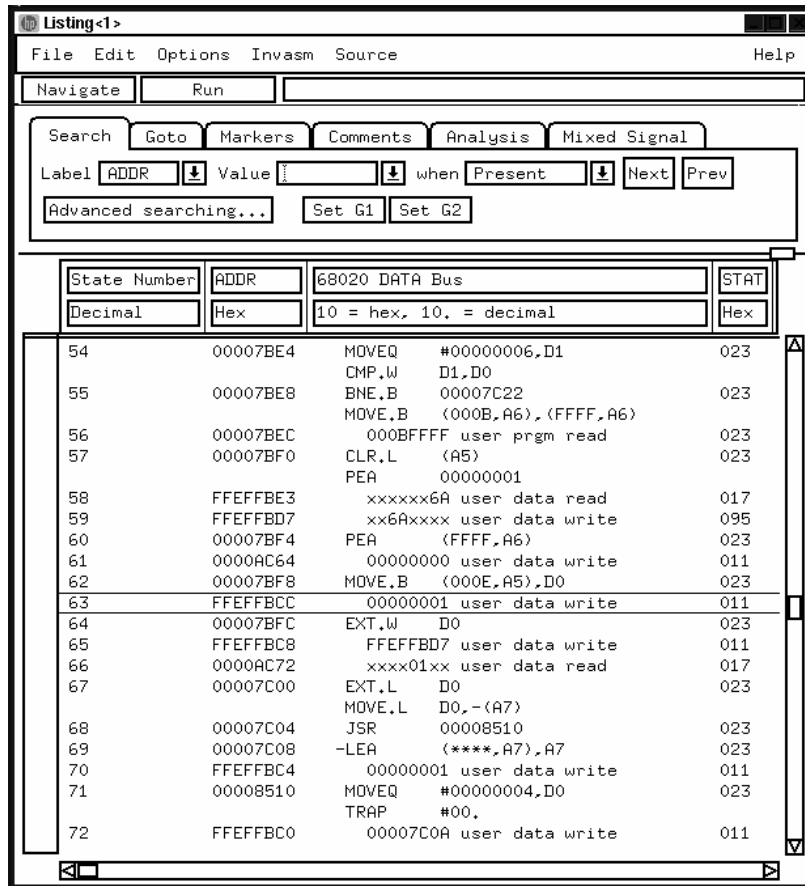 hp Listing<1>
File Edit Options Invasm Source Help
Navigate Run
Search Goto Markers Comments Analysis Mixed Signal
Label ADDR Value when Present Next Prev
Advanced searching... Set G1 Set G2
State Number ADDR 68020 DATA Bus STAT
Decimal Hex 10 = hex, 10. = decimal Hex
54 00007BE4 MOVEQ #00000006,D1 023
CMP.W D1,D0
55 00007BE8 BNE.B 00007C22 023
MOVE.B (000B,A6),(FFFF,A6)
56 00007BEC 000BFFFF user prgm read 023
57 00007BF0 CLR.L (A5) 023
PEA 00000001
58 FFEFFBE3 xxxxxx6A user data read 017
59 FFEFFBD7 xx6Axxxx user data write 095
60 00007BF4 PEA (FFFF,A6) 023
61 0000AC64 00000000 user data write 011
62 00007BF8 MOVE.B (000E,A5),D0 023
63 FFEFFBCC 00000001 user data write 011
64 00007BFC EXT.W D0 023
65 FFEFFBC8 FFEFFBD7 user data write 011
66 0000AC72 xxxx01xx user data read 017
67 00007C00 EXT.L D0 023
MOVE.L D0,-(A7)
68 00007C04 JSR 00008510 023
69 00007C08 -LEA (****,A7),A7 023
70 FFEFFBC4 00000001 user data write 011
71 00008510 MOVEQ #00000004,D0 023
TRAP #00.
72 FFEFFBC0 00007C0A user data write 011